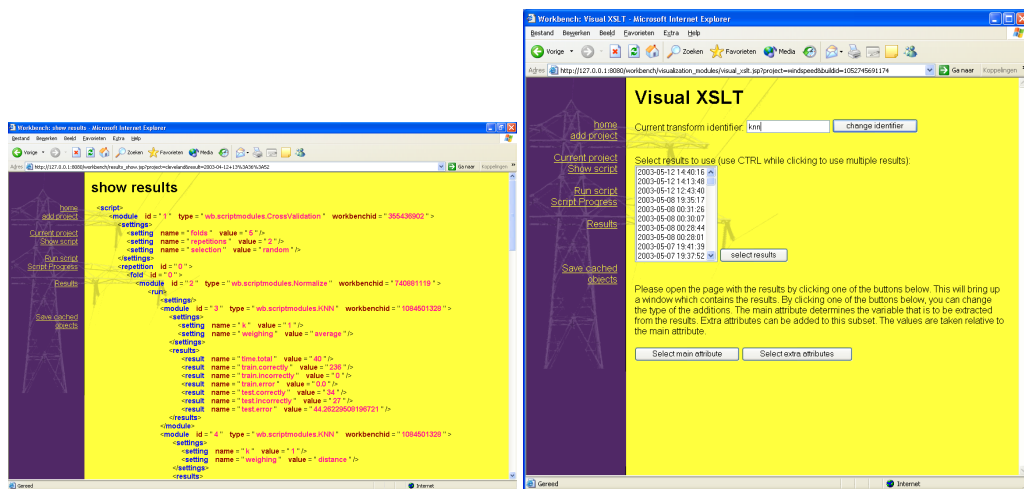 Workbench: show results - Microsoft Internet Explorer
Bestand Bewerken Beeld Favorieten Extra Help
Vorige Zoeken Favorieten Media
Adres http://127.0.0.1:8080/workbench/results_show.jsp?project=cleveland&result=2003-04-12+13%3A36%3A52 Ga naar Koppelingen
show results
home
add project
Current project
Show script
Run script
Script Progress
Results
Save cached
objects
<script>
<module id = " 1 " type = " wb.scriptmodules.CrossValidation " workbenchid = " 355436902 " >
<settings>
<setting name = " folds " value = " 5 " />
<setting name = " repetitions " value = " 2 " />
<setting name = " selection " value = " random " />
</settings>
<repetition id = " 0 " >
<fold id = " 0 " >
<module id = " 2 " type = " wb.scriptmodules.Normalize " workbenchid = " 740881119 " >
<run>
<settings/>
<module id = " 3 " type = " wb.scriptmodules.KNN " workbenchid = " 1084501328 " >
<settings>
<setting name = " k " value = " 1 " />
<setting name = " weighing " value = " average " />
</settings>
<results>
<result name = " time.total " value = " 40 " />
<result name = " train.correctly " value = " 236 " />
<result name = " train.incorrectly " value = " 0 " />
<result name = " train.error " value = " 0.0 " />
<result name = " test.correctly " value = " 34 " />
<result name = " test.incorrectly " value = " 27 " />
<result name = " test.error " value = " 44.26229508196721 " />
</results>
</module>
<module id = " 4 " type = " wb.scriptmodules.KNN " workbenchid = " 1084501328 " >
<settings>
<setting name = " k " value = " 1 " />
<setting name = " weighing " value = " distance " />
</settings>
<results>
Gereed Internet
Workbench: Visual XSLT - Microsoft Internet Explorer
Bestand Bewerken Beeld Favorieten Extra Help
Vorige Zoeken Favorieten Media
Adres http://127.0.0.1:8080/workbench/visualization_modules/visual_xslt.jsp?project=windspeed&buildid=1052745691174 Ga naar Koppelingen
Visual XSLT
home
add project
Current project
Show script
Run script
Script Progress
Results
Save cached
objects
Current transform identifier: knn change identifier
Select results to use (use CTRL while clicking to use multiple results):
2003-05-12 14:40:16
2003-05-12 14:13:48
2003-05-12 12:43:40
2003-05-08 19:35:17
2003-05-08 00:31:26
2003-05-08 00:30:07
2003-05-08 00:28:44
2003-05-08 00:28:01
2003-05-07 19:41:39
2003-05-07 19:37:52 select results
Please open the page with the results by clicking one of the buttons below. This will bring up
a window which contains the results. By clicking one of the buttons below, you can change
the type of the additions. The main attribute determines the variable that is to be extracted
from the results. Extra attributes can be added to this subset. The values are taken relative to
the main attribute.
Select main attribute Select extra attributes
Gereed Internet